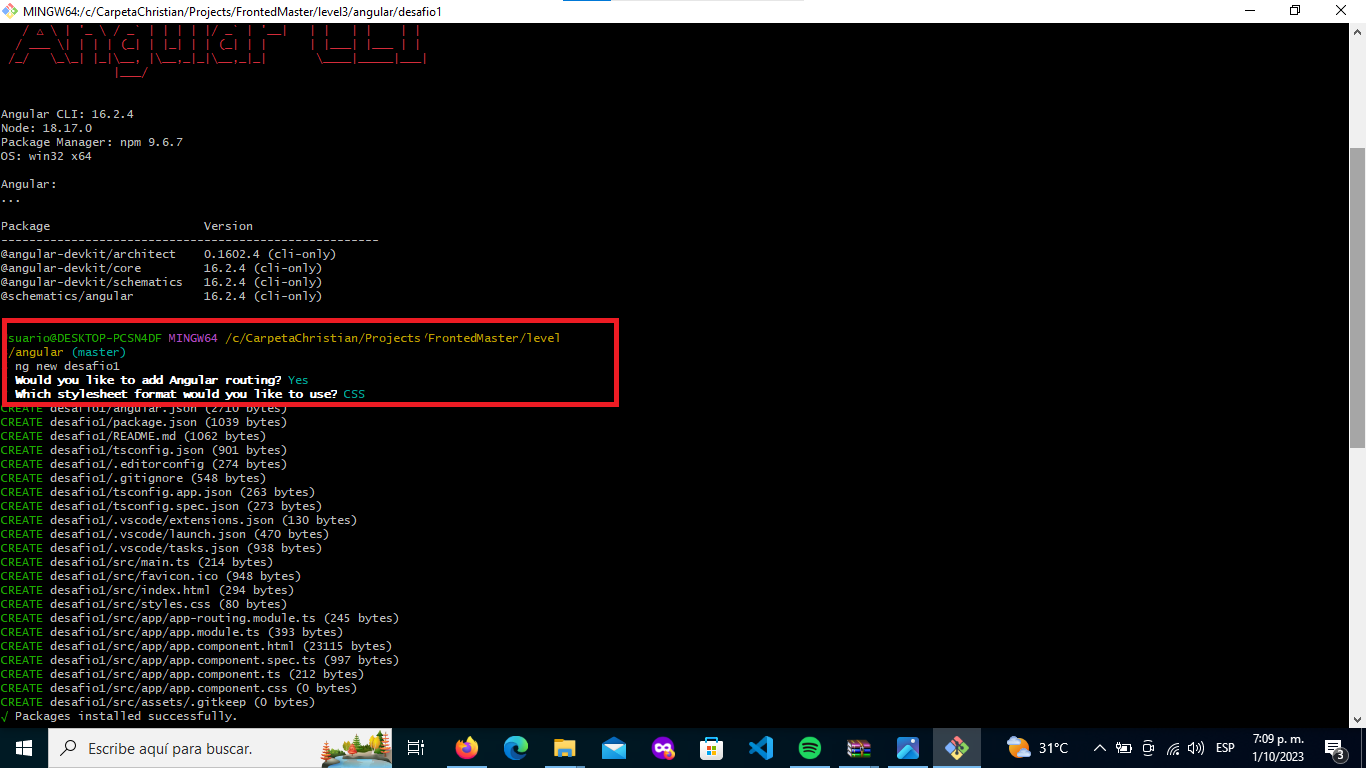 MINGW64:/c/CarpetaChristian/Projects/FrontedMaster/level3/angular/desafio1
Angular CLI
Angular CLI: 16.2.4
Node: 18.17.0
Package Manager: npm 9.6.7
OS: win32 x64
Angular:
...
Package Version
------------------------------------------------------
@angular-devkit/architect 0.1602.4 (cli-only)
@angular-devkit/core 16.2.4 (cli-only)
@angular-devkit/schematics 16.2.4 (cli-only)
@schematics/angular 16.2.4 (cli-only)
suario@DESKTOP-PCSN4DF MINGW64 /c/CarpetaChristian/Projects/FrontedMaster/level
/angular (master)
ng new desafio1
Would you like to add Angular routing? Yes
Which stylesheet format would you like to use? CSS
CREATE desafio1/angular.json (2710 bytes)
CREATE desafio1/package.json (1039 bytes)
CREATE desafio1/README.md (1062 bytes)
CREATE desafio1/tsconfig.json (901 bytes)
CREATE desafio1/.editorconfig (274 bytes)
CREATE desafio1/.gitignore (548 bytes)
CREATE desafio1/tsconfig.app.json (263 bytes)
CREATE desafio1/tsconfig.spec.json (273 bytes)
CREATE desafio1/.vscode/extensions.json (130 bytes)
CREATE desafio1/.vscode/launch.json (470 bytes)
CREATE desafio1/.vscode/tasks.json (938 bytes)
CREATE desafio1/src/main.ts (214 bytes)
CREATE desafio1/src/favicon.ico (948 bytes)
CREATE desafio1/src/index.html (294 bytes)
CREATE desafio1/src/styles.css (80 bytes)
CREATE desafio1/src/app/app-routing.module.ts (245 bytes)
CREATE desafio1/src/app/app.module.ts (393 bytes)
CREATE desafio1/src/app/app.component.html (23115 bytes)
CREATE desafio1/src/app/app.component.spec.ts (997 bytes)
CREATE desafio1/src/app/app.component.ts (212 bytes)
CREATE desafio1/src/app/app.component.css (0 bytes)
CREATE desafio1/src/assets/.gitkeep (0 bytes)
√ Packages installed successfully.
Escribe aquí para buscar.
31°C
ESP
7:09 p. m.
1/10/2023
3